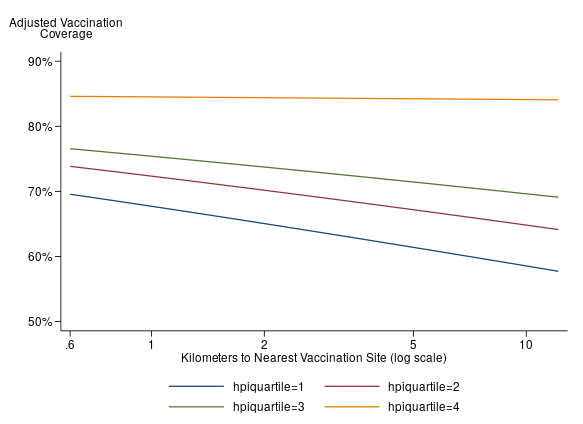 Adjusted Vaccination
Coverage
90%
80%
70%
60%
50%
.6
1
2
5
10
Kilometers to Nearest Vaccination Site (log scale)
hpiquartile=1
hpiquartile=2
hpiquartile=3
hpiquartile=4